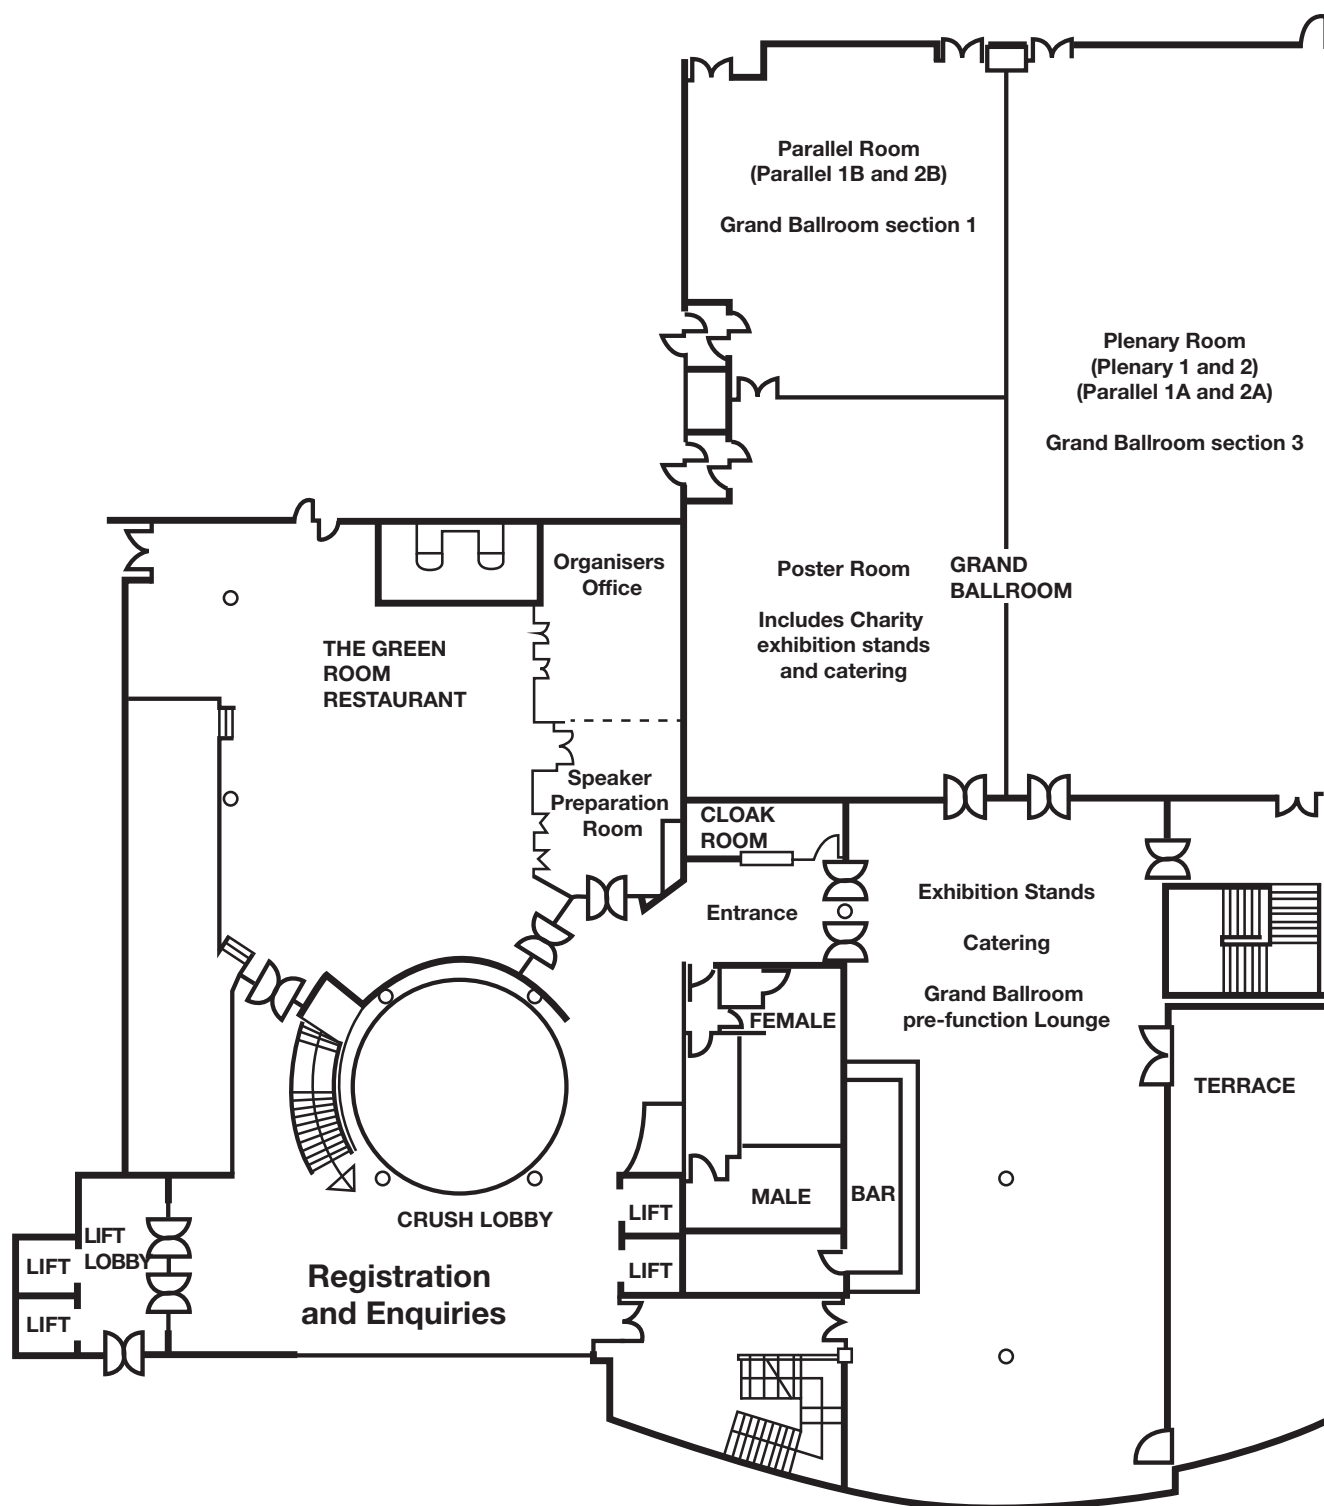 Parallel Room
(Parallel 1B and 2B)
Grand Ballroom section 1
Plenary Room
(Plenary 1 and 2)
(Parallel 1A and 2A)
Grand Ballroom section 3
Organisers
Office
Poster Room
Includes Charity
exhibition stands
and catering
GRAND
BALLROOM
THE GREEN
ROOM
RESTAURANT
Speaker
Preparation
Room
CLOAK
ROOM
Entrance
Exhibition Stands
Catering
Grand Ballroom
pre-function Lounge
FEMALE
TERRACE
MALE
BAR
LIFT
LIFT
CRUSH LOBBY
LIFT
LOBBY
LIFT
LIFT
Registration
and Enquiries